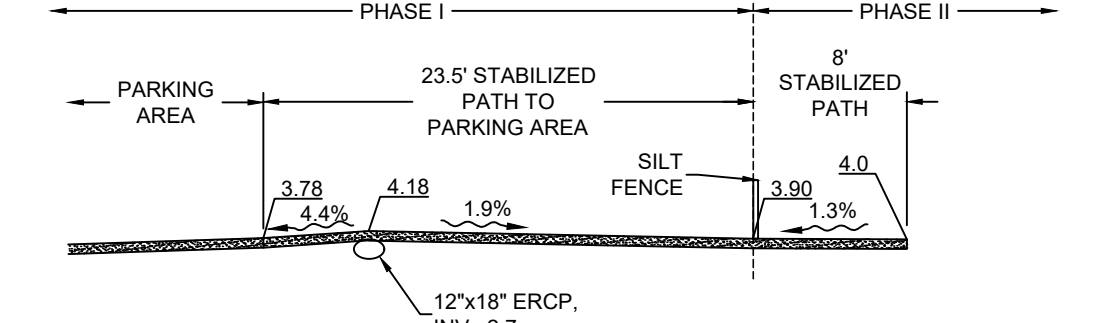 PHASE I
PHASE II
PARKING
AREA
23.5' STABILIZED
PATH TO
PARKING AREA
8'
STABILIZED
PATH
SILT
FENCE
4.0
3.78
4.18
3.90
4.4%
1.9%
1.3%
12"x18" ERCP,